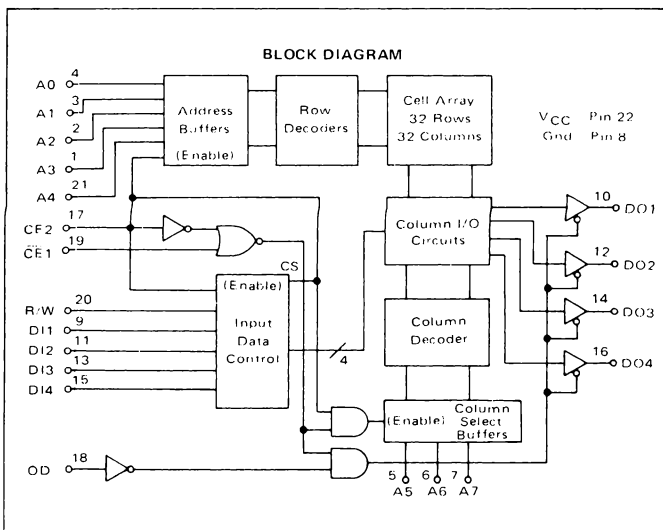 BLOCK DIAGRAM
A0 4
A1 3
A2 2
A3 1
A4 21
CE2 17
CE1 19
R/W 20
DI1 9
DI2 11
DI3 13
DI4 15
OD 18
Address
Buffers
(Enable)
Row
Decoders
Cell Array
32 Rows
32 Columns
VCC Pin 22
Gnd Pin 8
Column I/O
Circuits
10 DO1
12 DO2
14 DO3
16 DO4
CS
(Enable)
Input
Data
Control
4
Column
Decoder
(Enable) Column
Select
Buffers
5 6 7
A5 A6 A7